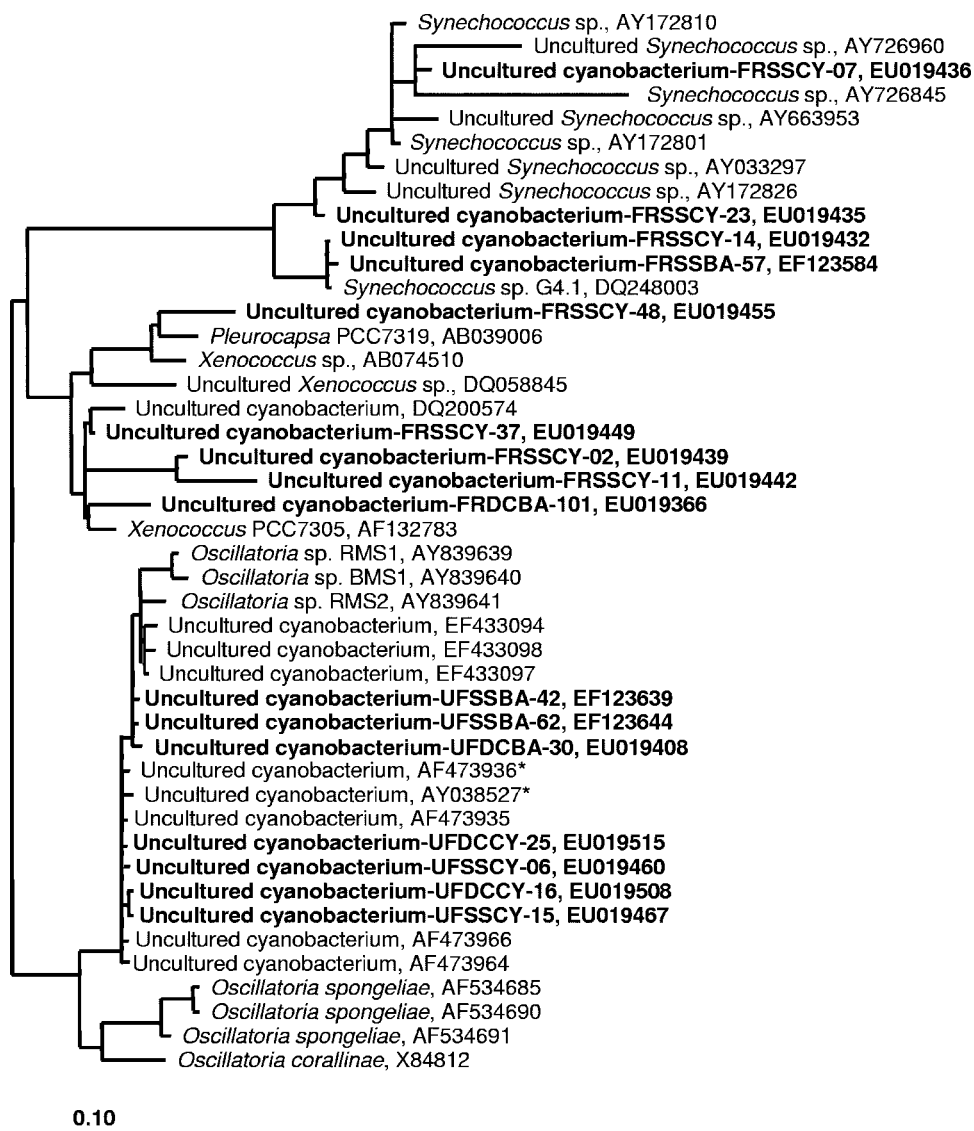 Synechococcus sp., AY172810
Uncultured Synechococcus sp., AY726960
Uncultured cyanobacterium-FRSSCY-07, EU019436
Synechococcus sp., AY726845
Uncultured Synechococcus sp., AY663953
Synechococcus sp., AY172801
Uncultured Synechococcus sp., AY033297
Uncultured Synechococcus sp., AY172826
Uncultured cyanobacterium-FRSSCY-23, EU019435
Uncultured cyanobacterium-FRSSCY-14, EU019432
Uncultured cyanobacterium-FRSSBA-57, EF123584
Synechococcus sp. G4.1, DQ248003
Uncultured cyanobacterium-FRSSCY-48, EU019455
Pleurocapsa PCC7319, AB039006
Xenococcus sp., AB074510
Uncultured Xenococcus sp., DQ058845
Uncultured cyanobacterium, DQ200574
Uncultured cyanobacterium-FRSSCY-37, EU019449
Uncultured cyanobacterium-FRSSCY-02, EU019439
Uncultured cyanobacterium-FRSSCY-11, EU019442
Uncultured cyanobacterium-FRDCBA-101, EU019366
Xenococcus PCC7305, AF132783
Oscillatoria sp. RMS1, AY839639
Oscillatoria sp. BMS1, AY839640
Oscillatoria sp. RMS2, AY839641
Uncultured cyanobacterium, EF433094
Uncultured cyanobacterium, EF433098
Uncultured cyanobacterium, EF433097
Uncultured cyanobacterium-UFSSBA-42, EF123639
Uncultured cyanobacterium-UFSSBA-62, EF123644
Uncultured cyanobacterium-UFDCBA-30, EU019408
Uncultured cyanobacterium, AF473936*
Uncultured cyanobacterium, AY038527*
Uncultured cyanobacterium, AF473935
Uncultured cyanobacterium-UFDCCY-25, EU019515
Uncultured cyanobacterium-UFSSCY-06, EU019460
Uncultured cyanobacterium-UFDCCY-16, EU019508
Uncultured cyanobacterium-UFSSCY-15, EU019467
Uncultured cyanobacterium, AF473966
Uncultured cyanobacterium, AF473964
Oscillatoria spongeliae, AF534685
Oscillatoria spongeliae, AF534690
Oscillatoria spongeliae, AF534691
Oscillatoria corallinae, X84812
0.10